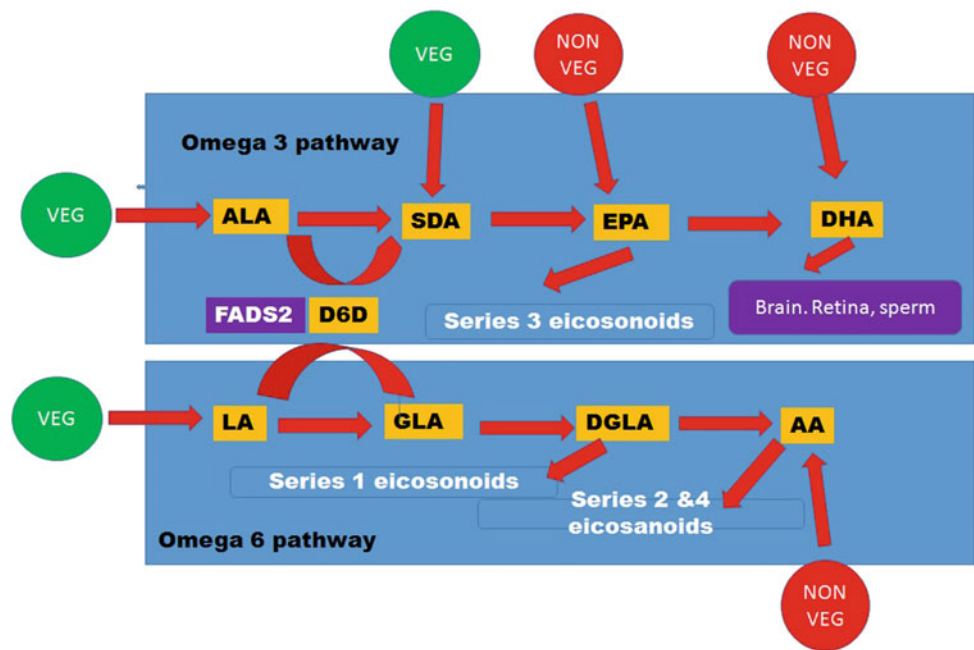 VEG
NON
VEG
NON
VEG
Omega 3 pathway
VEG
ALA
SDA
EPA
DHA
FADS2
D6D
Series 3 eicosonoids
Brain. Retina, sperm
VEG
LA
GLA
DGLA
AA
Series 1 eicosonoids
Series 2 &4
eicosanoids
Omega 6 pathway
NON
VEG